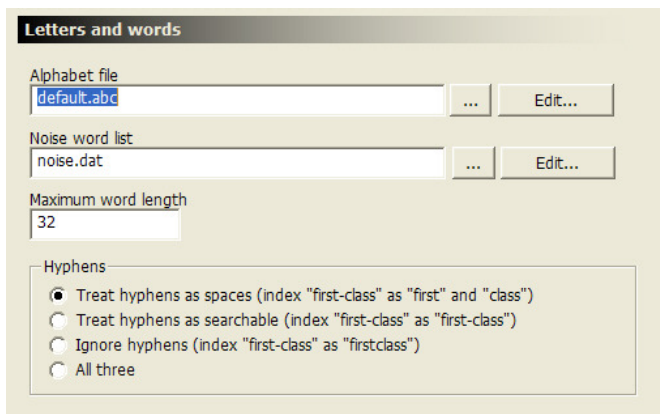 Letters and words
Alphabet file
default.abc
... Edit...
Noise word list
noise.dat
... Edit...
Maximum word length
32
Hyphens
Treat hyphens as spaces (index "first-class" as "first" and "class")
Treat hyphens as searchable (index "first-class" as "first-class")
Ignore hyphens (index "first-class" as "firstclass")
All three